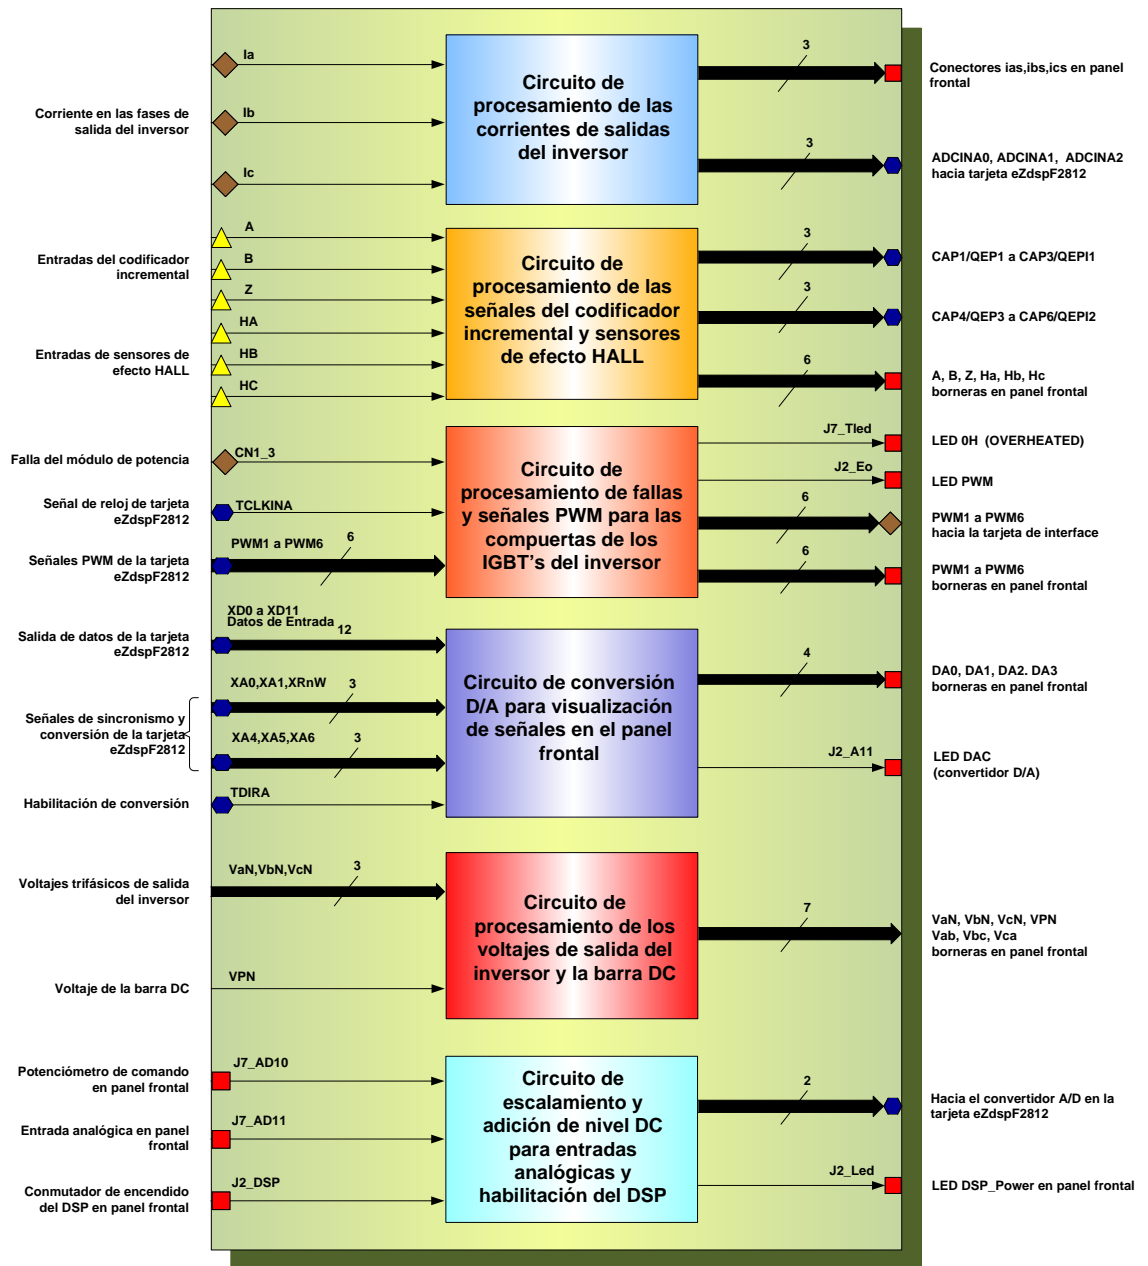 Corriente en las fases de
salida del inversor
Ia
Ib
Ic
Circuito de
procesamiento de las
corrientes de salidas
del inversor
3
Conectores ias,ibs,ics en panel
frontal
3
ADCINA0, ADCINA1, ADCINA2
hacia tarjeta eZdspF2812
Entradas del codificador
incremental
A
B
Z
Entradas de sensores de
efecto HALL
HA
HB
HC
Circuito de
procesamiento de las
señales del codificador
incremental y sensores
de efecto HALL
3
CAP1/QEP1 a CAP3/QEPI1
3
CAP4/QEP3 a CAP6/QEPI2
6
A, B, Z, Ha, Hb, Hc
borneras en panel frontal
Falla del módulo de potencia
CN1_3
Señal de reloj de tarjeta
eZdspF2812
TCLKINA
Señales PWM de la tarjeta
eZdspF2812
PWM1 a PWM6
6
Circuito de
procesamiento de fallas
y señales PWM para las
compuertas de los
IGBT's del inversor
J7_Tled
LED 0H (OVERHEATED)
J2_Eo
LED PWM
6
PWM1 a PWM6
hacia la tarjeta de interface
6
PWM1 a PWM6
borneras en panel frontal
Salida de datos de la tarjeta
eZdspF2812
XD0 a XD11
Datos de Entrada
12
Señales de sincronismo y
conversión de la tarjeta
eZdspF2812
XA0,XA1,XRnW
3
XA4,XA5,XA6
3
Habilitación de conversión
TDIRA
Circuito de conversión
D/A para visualización
de señales en el panel
frontal
4
DA0, DA1, DA2. DA3
borneras en panel frontal
J2_A11
LED DAC
(convertidor D/A)
Voltajes trifásicos de salida
del inversor
VaN,VbN,VcN
3
Voltaje de la barra DC
VPN
Circuito de
procesamiento de los
voltajes de salida del
inversor y la barra DC
7
VaN, VbN, VcN, VPN
Vab, Vbc, Vca
borneras en panel frontal
Potenciómetro de comando
en panel frontal
J7_AD10
Entrada analógica en panel
frontal
J7_AD11
Conmutador de encendido
del DSP en panel frontal
J2_DSP
Circuito de
escalamiento y
adición de nivel DC
para entradas
analógicas y
habilitación del DSP
2
Hacia el convertidor A/D en la
tarjeta eZdspF2812
J2_Led
LED DSP_Power en panel frontal